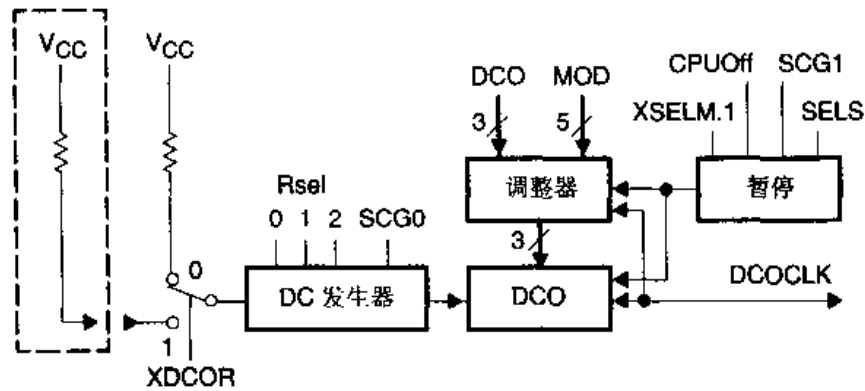 VCC
VCC
DCO
MOD
CPUOff
SCG1
XSELM.1
SELS
3
5
Rsel
0
1
2
SCG0
调整器
暂停
0
3
DC 发生器
DCO
DCOCLK
1
XDCOR